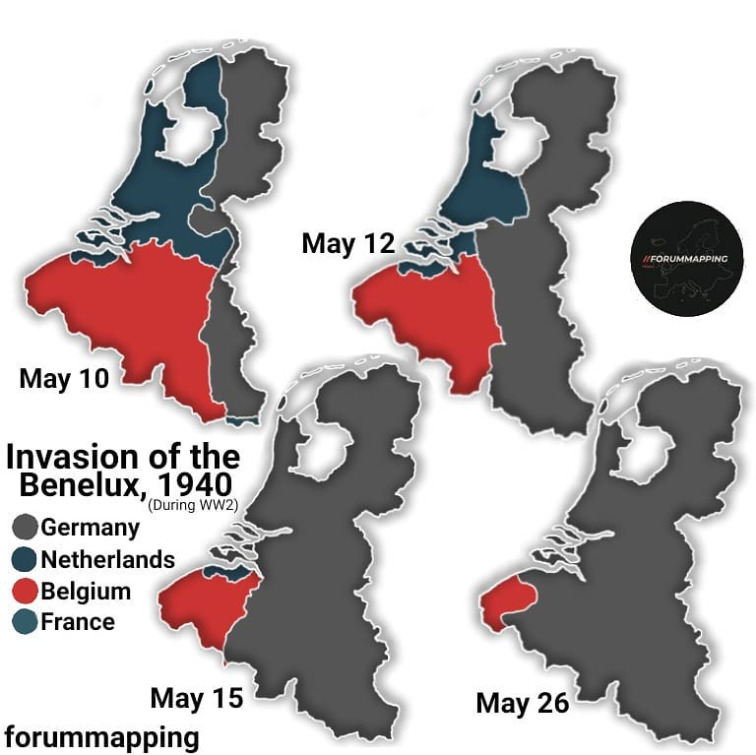 May 12
//FORUMMAPPING
May 10
Invasion of the
Benelux, 1940
(During WW2)
Germany
Netherlands
Belgium
France
May 15
May 26
forummapping